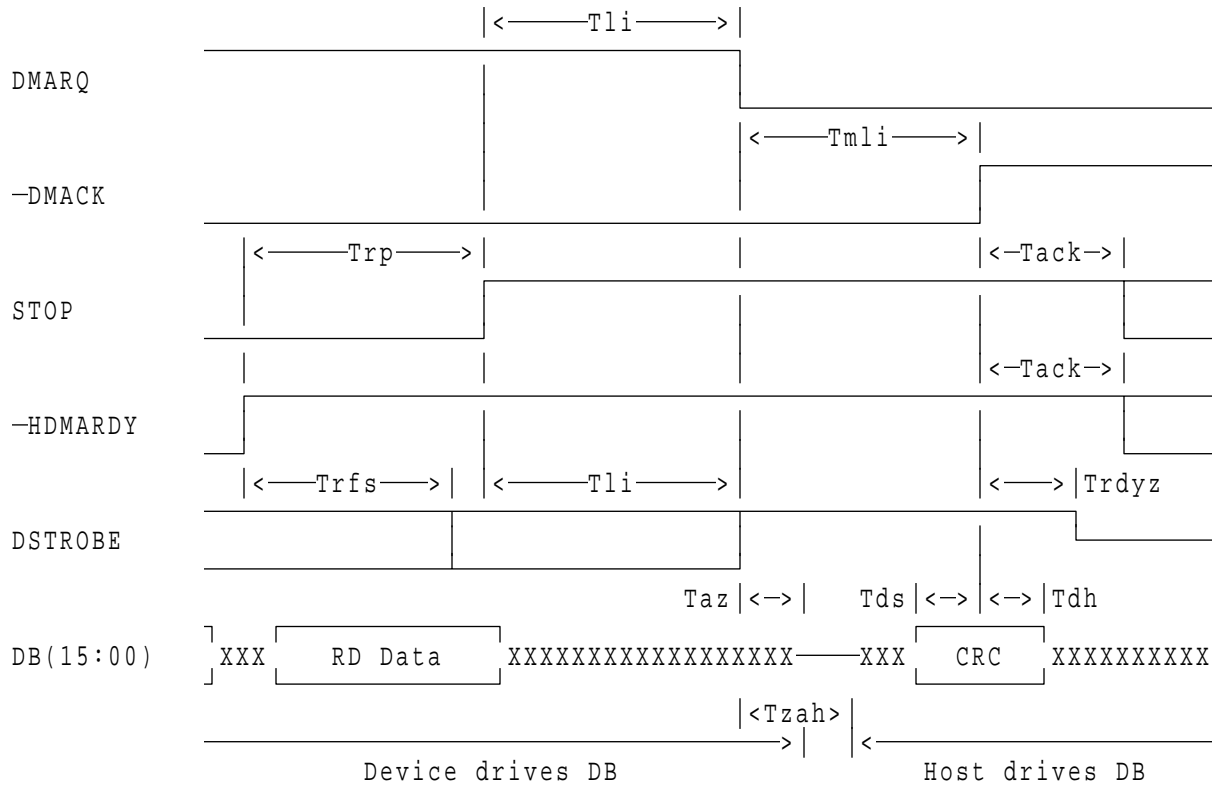 |<——Tli——>|
DMARQ
|<——Tmli——>|
—DMACK
|<——Trp——>| |<—Tack—>|
STOP
|<—Tack—>|
—HDMARDY
|<——Trfs——>| |<——Tli——>| |<——>|Trdyz
DSTROBE
Taz|<—>| Tds|<—>|<—>|Tdh
DB(15:00) XXX RD Data XXXXXXXXXXXXXXXXXX——XXX CRC XXXXXXXXXX
|<Tzah>|
>| |<
Device drives DB Host drives DB